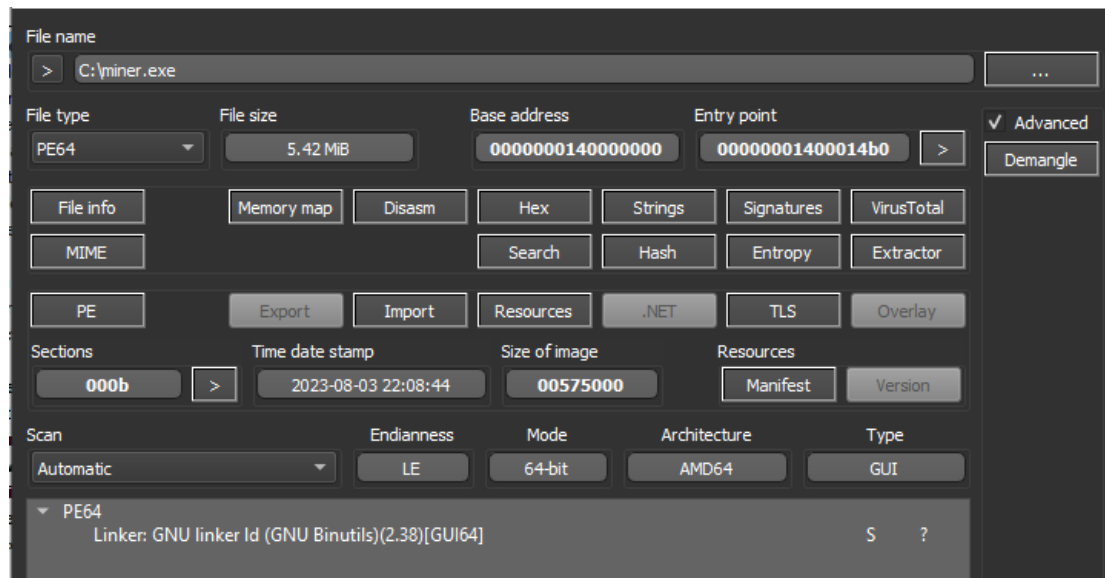 File name
> C:\miner.exe ...
File type File size Base address Entry point Advanced
PE64 5.42 MiB 0000000140000000 00000001400014b0 > Demangle
File info Memory map Disasm Hex Strings Signatures VirusTotal
MIME Search Hash Entropy Extractor
PE Export Import Resources .NET TLS Overlay
Sections Time date stamp Size of image Resources
000b > 2023-08-03 22:08:44 00575000 Manifest Version
Scan Endianness Mode Architecture Type
Automatic LE 64-bit AMD64 GUI
PE64
Linker: GNU linker ld (GNU Binutils)(2.38)[GUI64] S ?